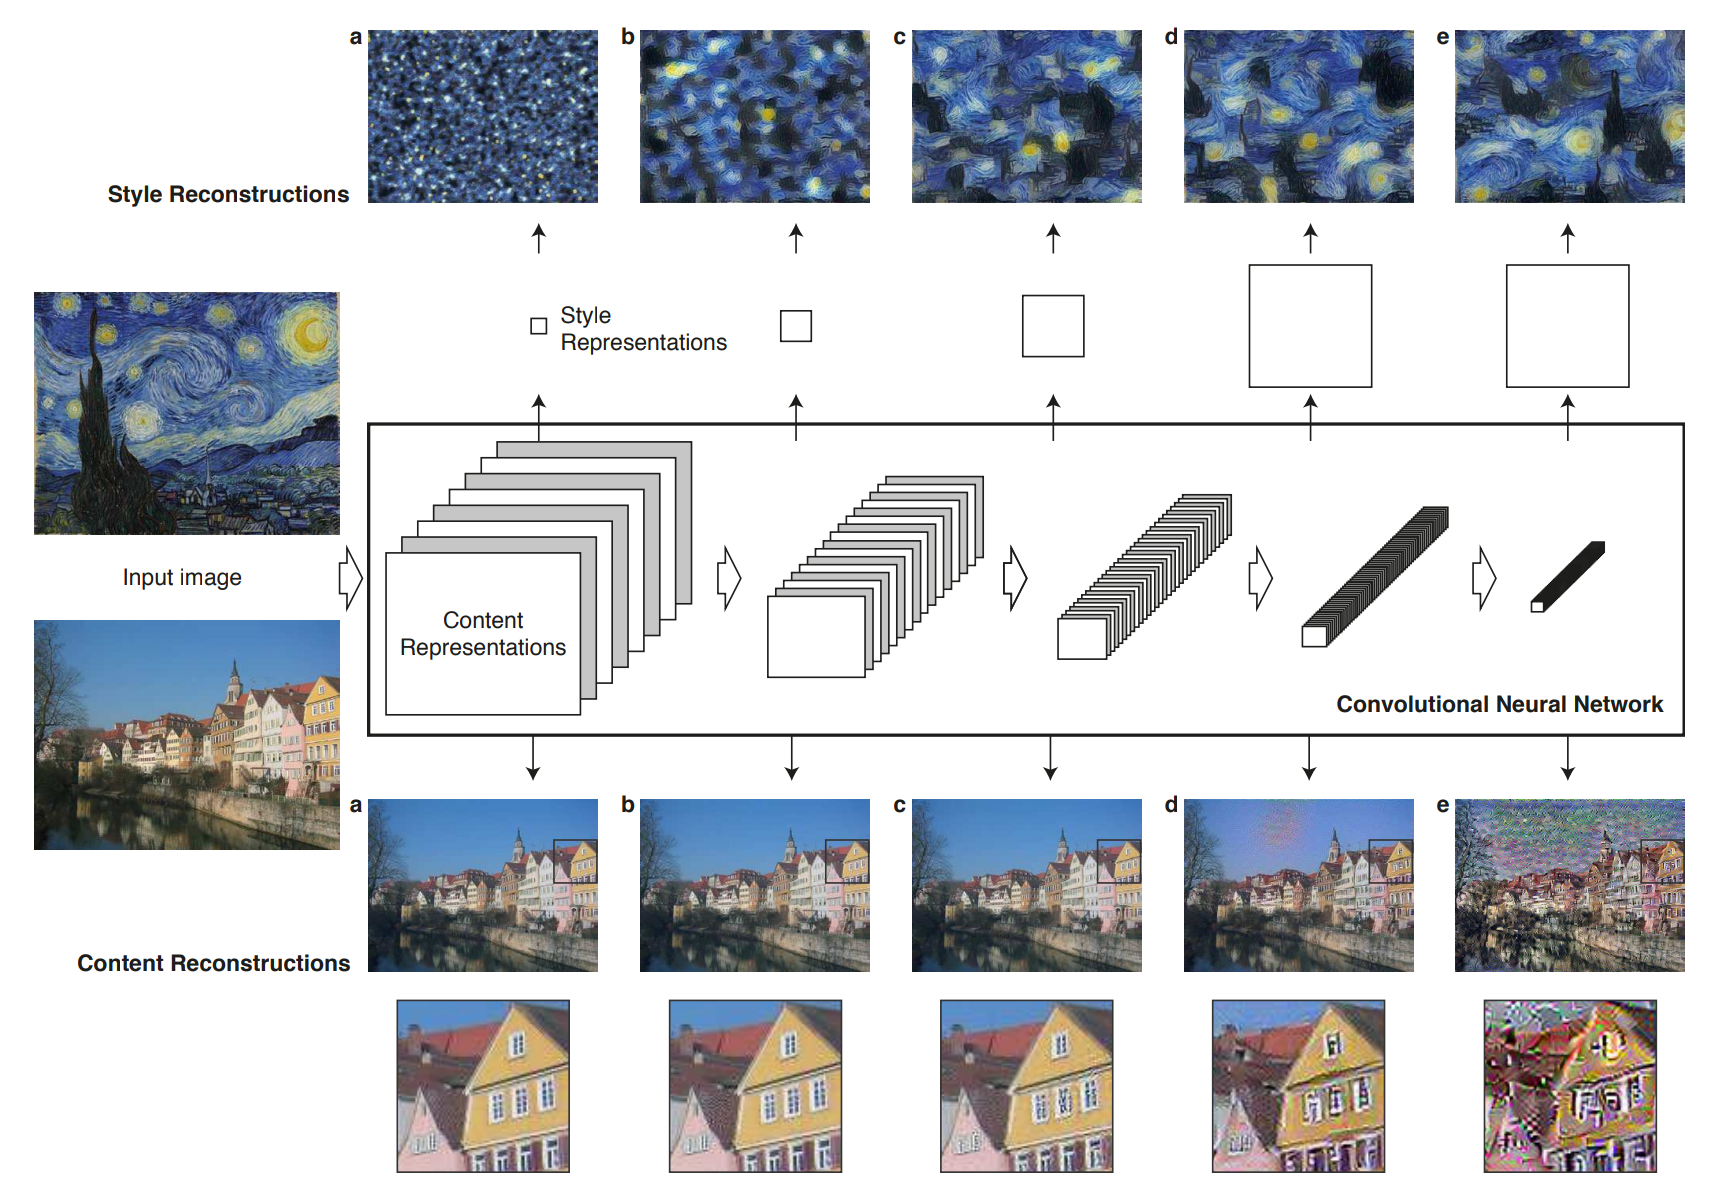 a
b
c
d
e
Style Reconstructions
Style
Representations
Input image
Content
Representations
Convolutional Neural Network
a
b
c
d
e
Content Reconstructions